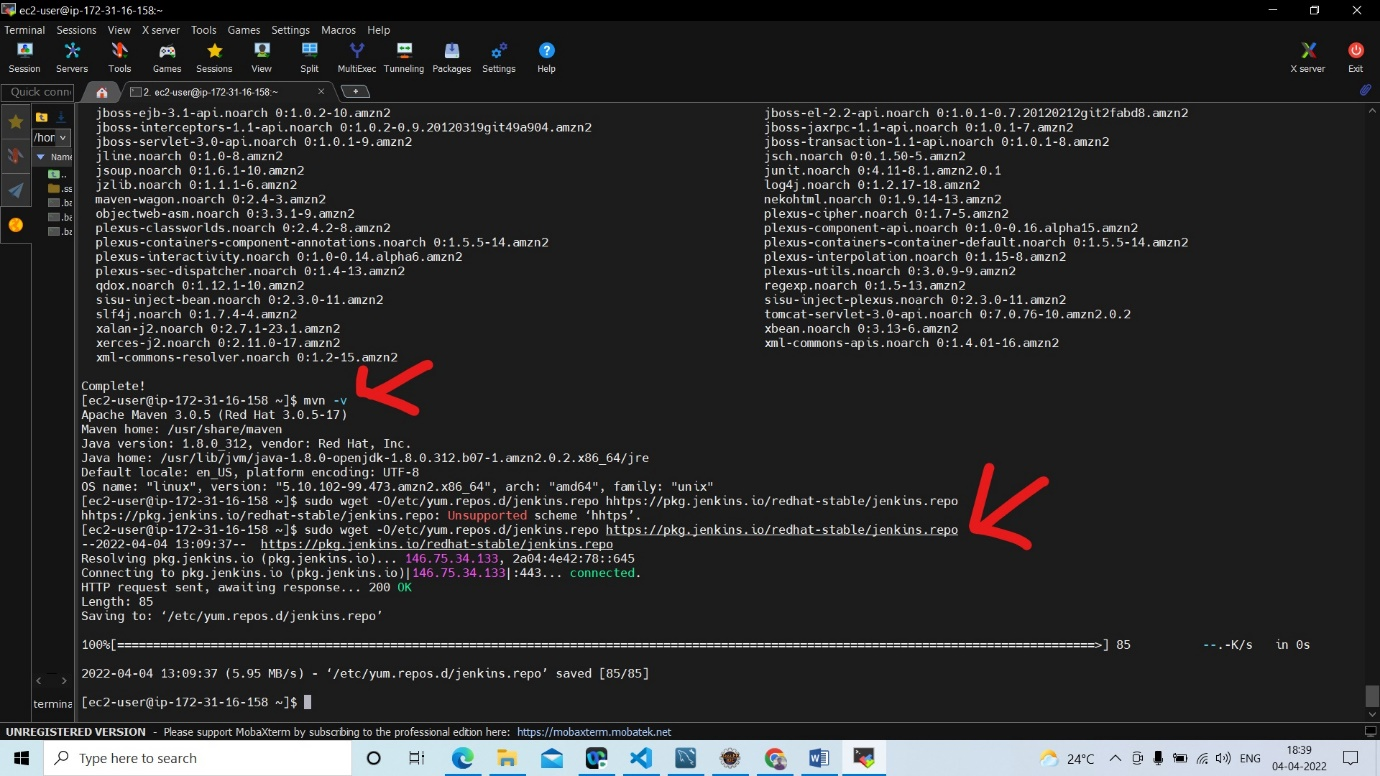 ec2-user@ip-172-31-16-158:~
Terminal Sessions View X server Tools Games Settings Macros Help
Session Servers Tools Games Sessions View Split MultiExec Tunneling Packages Settings Help X server Exit
Quick conn
2. ec2-user@ip-172-31-16-158:~
/hor
Name
..
.ss
.ba
.ba
.ba
jboss-ejb-3.1-api.noarch 0:1.0.2-10.amzn2 jboss-el-2.2-api.noarch 0:1.0.1-0.7.20120212git2fabd8.amzn2
jboss-interceptors-1.1-api.noarch 0:1.0.2-0.9.20120319git49a904.amzn2 jboss-jaxrpc-1.1-api.noarch 0:1.0.1-7.amzn2
jboss-servlet-3.0-api.noarch 0:1.0.1-9.amzn2 jboss-transaction-1.1-api.noarch 0:1.0.1-8.amzn2
jline.noarch 0:1.0-8.amzn2 jsch.noarch 0:0.1.50-5.amzn2
jsoup.noarch 0:1.6.1-10.amzn2 junit.noarch 0:4.11-8.1.amzn2.0.1
jzlib.noarch 0:1.1.1-6.amzn2 log4j.noarch 0:1.2.17-18.amzn2
maven-wagon.noarch 0:2.4-3.amzn2 nekohtml.noarch 0:1.9.14-13.amzn2
objectweb-asm.noarch 0:3.3.1-9.amzn2 plexus-cipher.noarch 0:1.7-5.amzn2
plexus-classworlds.noarch 0:2.4.2-8.amzn2 plexus-component-api.noarch 0:1.0-0.16.alpha15.amzn2
plexus-containers-component-annotations.noarch 0:1.5.5-14.amzn2 plexus-containers-container-default.noarch 0:1.5.5-14.amzn2
plexus-interactivity.noarch 0:1.0-0.14.alpha6.amzn2 plexus-interpolation.noarch 0:1.15-8.amzn2
plexus-sec-dispatcher.noarch 0:1.4-13.amzn2 plexus-utils.noarch 0:3.0.9-9.amzn2
qdox.noarch 0:1.12.1-10.amzn2 regexp.noarch 0:1.5-13.amzn2
sisu-inject-bean.noarch 0:2.3.0-11.amzn2 sisu-inject-plexus.noarch 0:2.3.0-11.amzn2
slf4j.noarch 0:1.7.4-4.amzn2 tomcat-servlet-3.0-api.noarch 0:7.0.76-10.amzn2.0.2
xalan-j2.noarch 0:2.7.1-23.1.amzn2 xbean.noarch 0:3.13-6.amzn2
xerces-j2.noarch 0:2.11.0-17.amzn2 xml-commons-apis.noarch 0:1.4.01-16.amzn2
xml-commons-resolver.noarch 0:1.2-15.amzn2
Complete!
[ec2-user@ip-172-31-16-158 ~]$ mvn -v
Apache Maven 3.0.5 (Red Hat 3.0.5-17)
Maven home: /usr/share/maven
Java version: 1.8.0_312, vendor: Red Hat, Inc.
Java home: /usr/lib/jvm/java-1.8.0-openjdk-1.8.0.312.b07-1.amzn2.0.2.x86_64/jre
Default locale: en_US, platform encoding: UTF-8
OS name: "linux", version: "5.10.102-99.473.amzn2.x86_64", arch: "amd64", family: "unix"
[ec2-user@ip-172-31-16-158 ~]$ sudo wget -O/etc/yum.repos.d/jenkins.repo hhtps://pkg.jenkins.io/redhat-stable/jenkins.repo
hhtps://pkg.jenkins.io/redhat-stable/jenkins.repo: Unsupported scheme ‘hhtps’.
[ec2-user@ip-172-31-16-158 ~]$ sudo wget -O/etc/yum.repos.d/jenkins.repo https://pkg.jenkins.io/redhat-stable/jenkins.repo
--2022-04-04 13:09:37-- https://pkg.jenkins.io/redhat-stable/jenkins.repo
Resolving pkg.jenkins.io (pkg.jenkins.io)... 146.75.34.133, 2a04:4e42:78::645
Connecting to pkg.jenkins.io (pkg.jenkins.io)|146.75.34.133|:443... connected.
HTTP request sent, awaiting response... 200 OK
Length: 85
Saving to: ‘/etc/yum.repos.d/jenkins.repo’
100%[==================================================>] 85 --.-K/s in 0s
2022-04-04 13:09:37 (5.95 MB/s) - ‘/etc/yum.repos.d/jenkins.repo’ saved [85/85]
[ec2-user@ip-172-31-16-158 ~]$
termina
UNREGISTERED VERSION - Please support MobaXterm by subscribing to the professional edition here: https://mobaxterm.mobatek.net
Type here to search
24°C ENG 18:39
04-04-2022